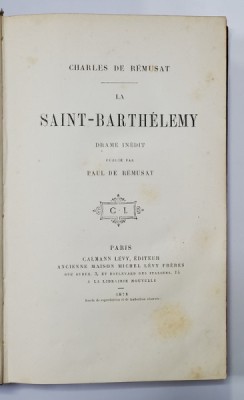 CHARLES DE RÉMUSAT
LA
SAINT-BARTHÉLEMY
DRAME INÉDIT
PUBLIÉ PAR
PAUL DE RÉMUSAT
C. L.
PARIS
CALMANN LÉVY, ÉDITEUR
ANCIENNE MAISON MICHEL LÉVY FRÈRES
RUE AUBER, 3, ET BOULEVARD DES ITALIENS, 15
A LA LIBRAIRIE NOUVELLE
1878